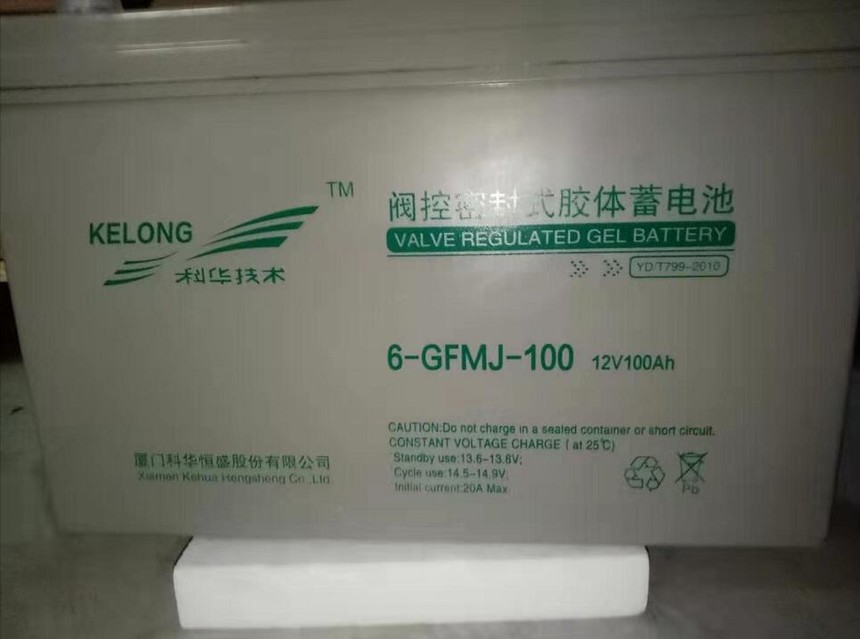 KELONG
TM
科华技术
阀控密封式胶体蓄电池
VALVE REGULATED GEL BATTERY
YD/T799-2010
6-GFMJ-100 12V100Ah
CAUTION:Do not charge in a sealed container or short circuit.
CONSTANT VOLTAGE CHARGE ( at 25℃)
Standby use:13.6-13.8V;
Cycle use:14.5-14.9V;
Initial current:20A Max
Pb
厦门科华恒盛股份有限公司
Xiamen Kehua Hengsheng Co.,Ltd.